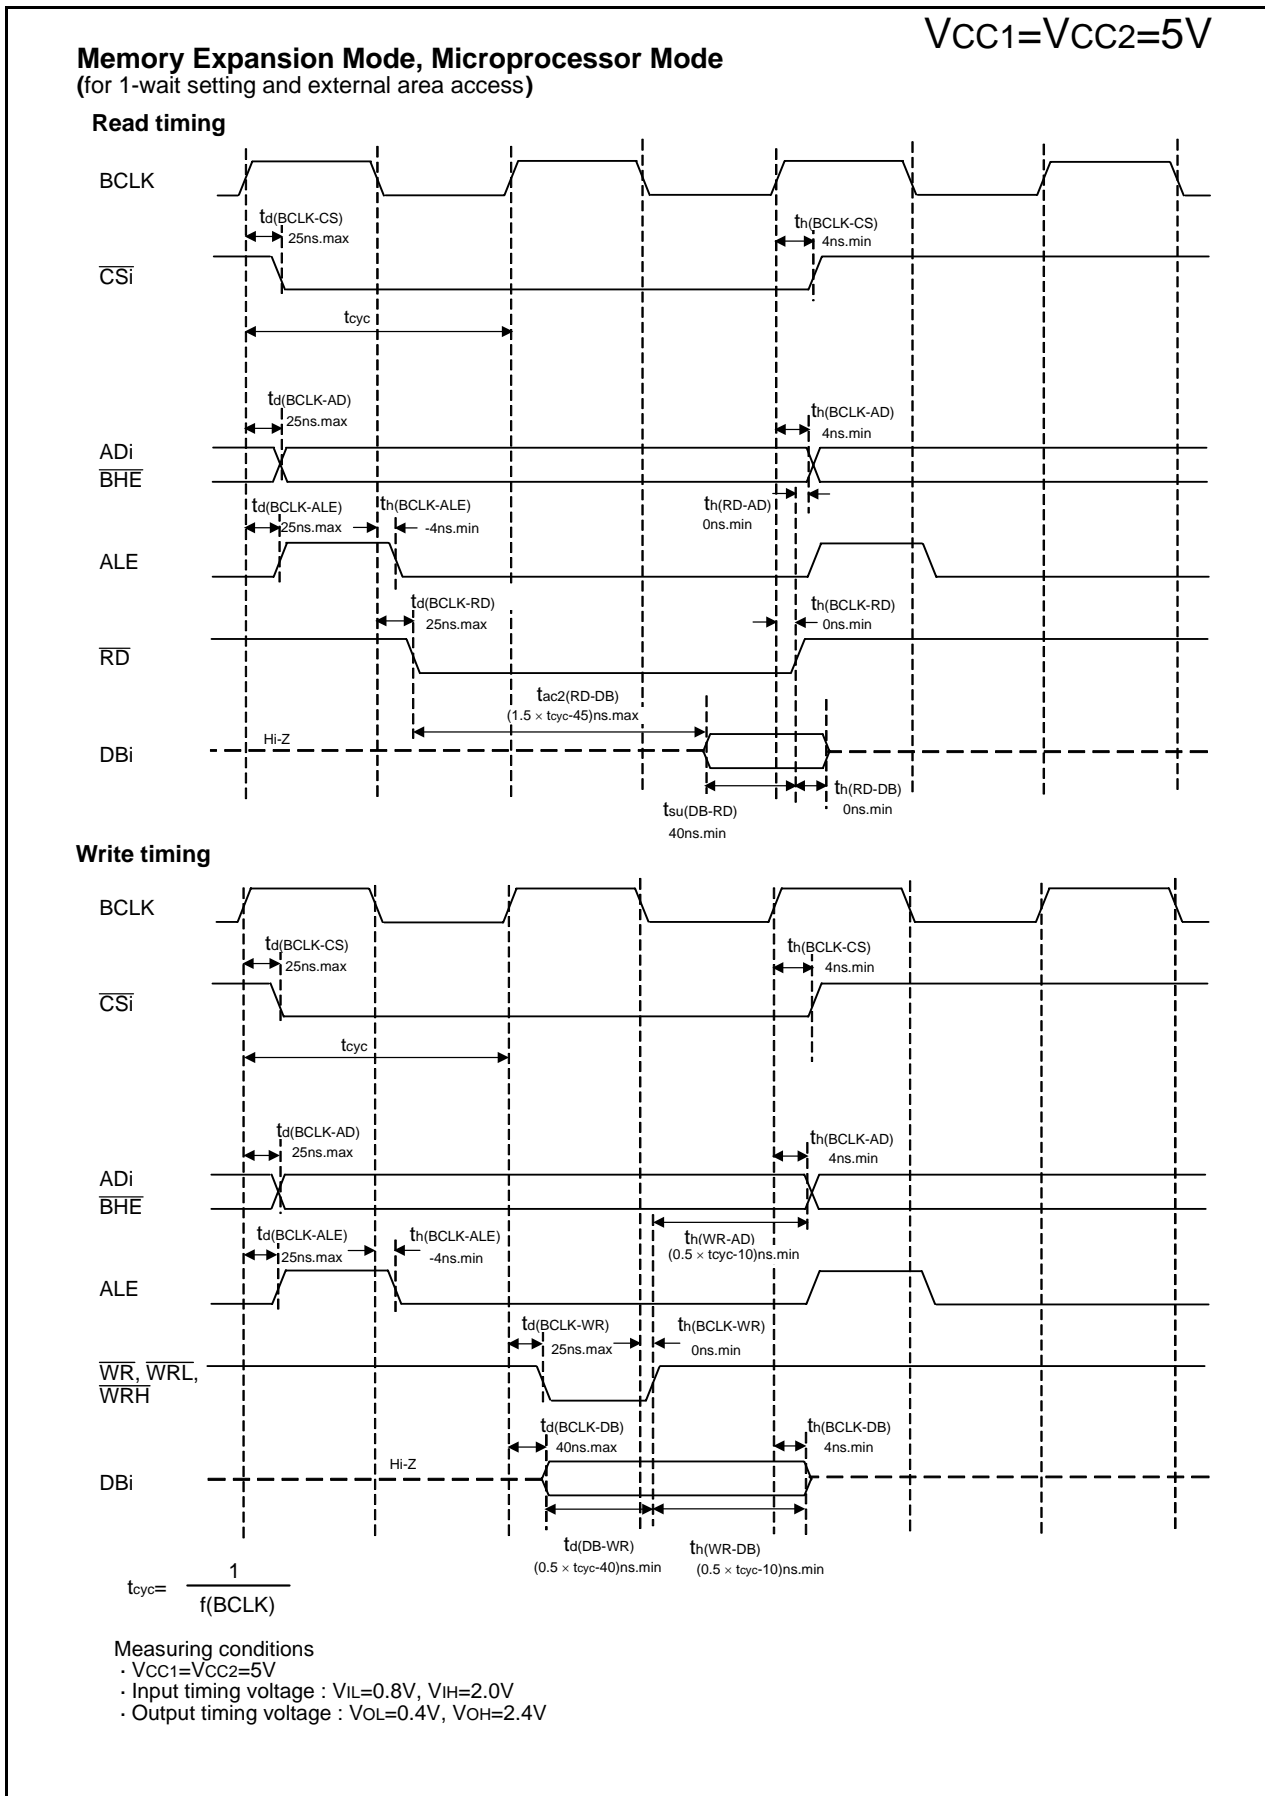 VCC1=VCC2=5V
Memory Expansion Mode, Microprocessor Mode
(for 1-wait setting and external area access)
Read timing
BCLK
td(BCLK-CS)
25ns.max
th(BCLK-CS)
4ns.min
CSi
tcyc
td(BCLK-AD)
25ns.max
th(BCLK-AD)
4ns.min
ADi
BHE
td(BCLK-ALE)
25ns.max
th(BCLK-ALE)
-4ns.min
th(RD-AD)
0ns.min
ALE
td(BCLK-RD)
25ns.max
th(BCLK-RD)
0ns.min
RD
tac2(RD-DB)
(1.5 × tcyc-45)ns.max
Hi-Z
DBi
tsu(DB-RD)
40ns.min
th(RD-DB)
0ns.min
Write timing
BCLK
td(BCLK-CS)
25ns.max
th(BCLK-CS)
4ns.min
CSi
tcyc
td(BCLK-AD)
25ns.max
th(BCLK-AD)
4ns.min
ADi
BHE
td(BCLK-ALE)
25ns.max
th(BCLK-ALE)
-4ns.min
th(WR-AD)
(0.5 × tcyc-10)ns.min
ALE
td(BCLK-WR)
25ns.max
th(BCLK-WR)
0ns.min
WR, WRL,
WRH
td(BCLK-DB)
40ns.max
th(BCLK-DB)
4ns.min
Hi-Z
DBi
td(DB-WR)
(0.5 × tcyc-40)ns.min
th(WR-DB)
(0.5 × tcyc-10)ns.min
tcyc= 1
f(BCLK)
Measuring conditions
· VCC1=VCC2=5V
· Input timing voltage : VIL=0.8V, VIH=2.0V
· Output timing voltage : VOL=0.4V, VOH=2.4V